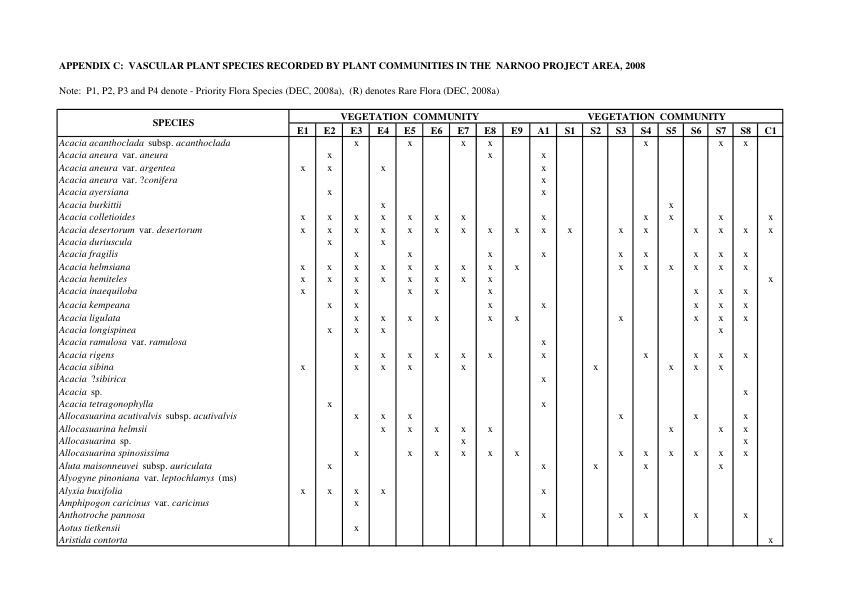 APPENDIX C:  VASCULAR PLANT SPECIES RECORDED BY PLANT COMMUNITIES IN THE  NARNOO PROJECT AREA, 2008
Note:  P1, P2, P3 and P4 denote - Priority Flora Species (DEC, 2008a),  (R) denotes Rare Flora (DEC, 2008a)
SPECIES VEGETATION  COMMUNITY VEGETATION  COMMUNITY
E1 E2 E3 E4 E5 E6 E7 E8 E9 A1 S1 S2 S3 S4 S5 S6 S7 S8 C1
Acacia acanthoclada subsp. acanthoclada x x x x x x x
Acacia aneura var. aneura x x x
Acacia aneura var. argentea x x x x
Acacia aneura var. ?conifera x
Acacia ayersiana x x
Acacia burkittii x x
Acacia colletioides x x x x x x x x x x x x
Acacia desertorum var. desertorum x x x x x x x x x x x x x x x x x
Acacia duriuscula x x
Acacia fragilis x x x x x x x x x
Acacia helmsiana x x x x x x x x x x x x x x x
Acacia hemiteles x x x x x x x x x
Acacia inaequiloba x x x x x x x x
Acacia kempeana x x x x x x x
Acacia ligulata x x x x x x x x x x
Acacia longispinea x x x x
Acacia ramulosa var. ramulosa x
Acacia rigens x x x x x x x x x x x
Acacia sibina x x x x x x x x x
Acacia ?sibirica x
Acacia sp. x
Acacia tetragonophylla x x
Allocasuarina acutivalvis subsp. acutivalvis x x x x x x
Allocasuarina helmsii x x x x x x x x
Allocasuarina sp. x x
Allocasuarina spinosissima x x x x x x x x x x x x
Aluta maisonneuvei subsp. auriculata x x x x x
Alyogyne pinoniana var. leptochlamys (ms)
Alyxia buxifolia x x x x x
Amphipogon caricinus var. caricinus x
Anthotroche pannosa x x x x x
Aotus tietkensii x
Aristida contorta x